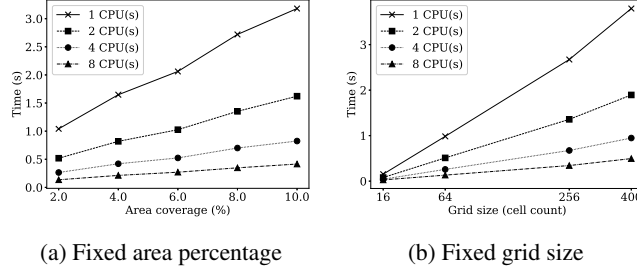 3.0
2.5
2.0
1.5
1.0
0.5
0.0
Time (s)
1 CPU(s)
2 CPU(s)
4 CPU(s)
8 CPU(s)
2.0 4.0 6.0 8.0 10.0
Area coverage (%)
(a) Fixed area percentage
3
2
1
0
Time (s)
1 CPU(s)
2 CPU(s)
4 CPU(s)
8 CPU(s)
16 64 256 400
Grid size (cell count)
(b) Fixed grid size